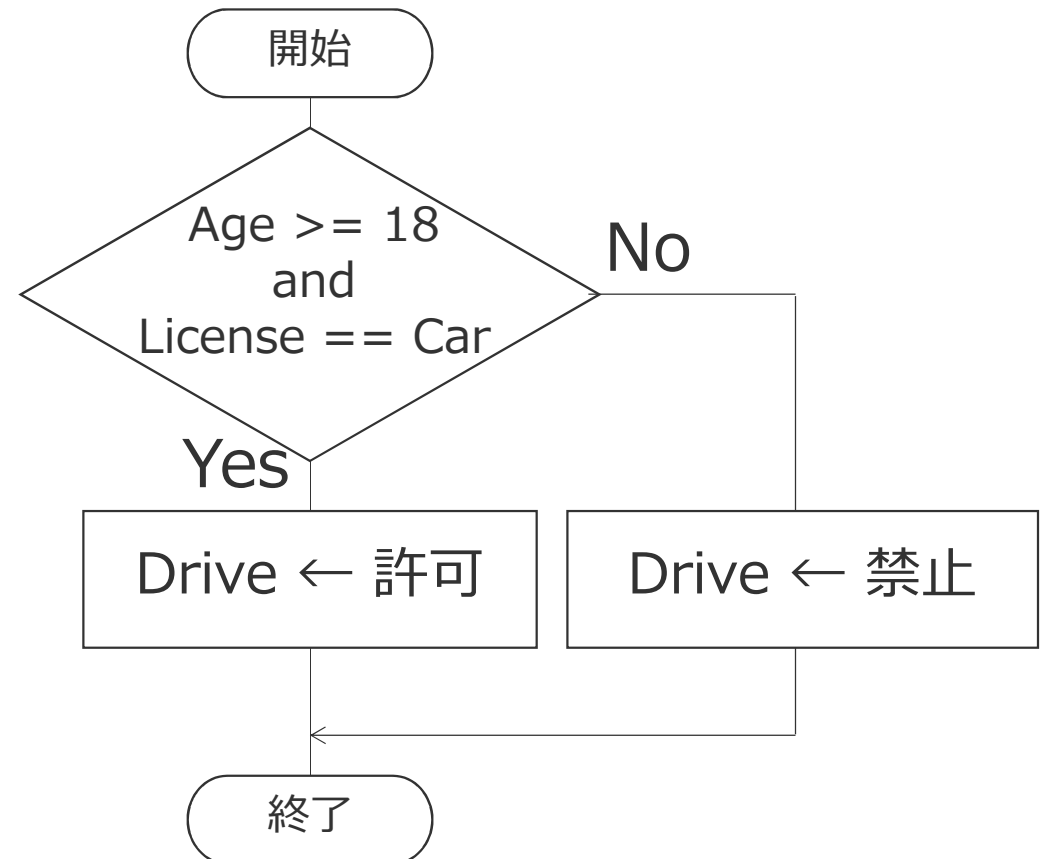 開始
Age >= 18
and
License == Car
No
Yes
Drive ← 許可
Drive ← 禁止
終了